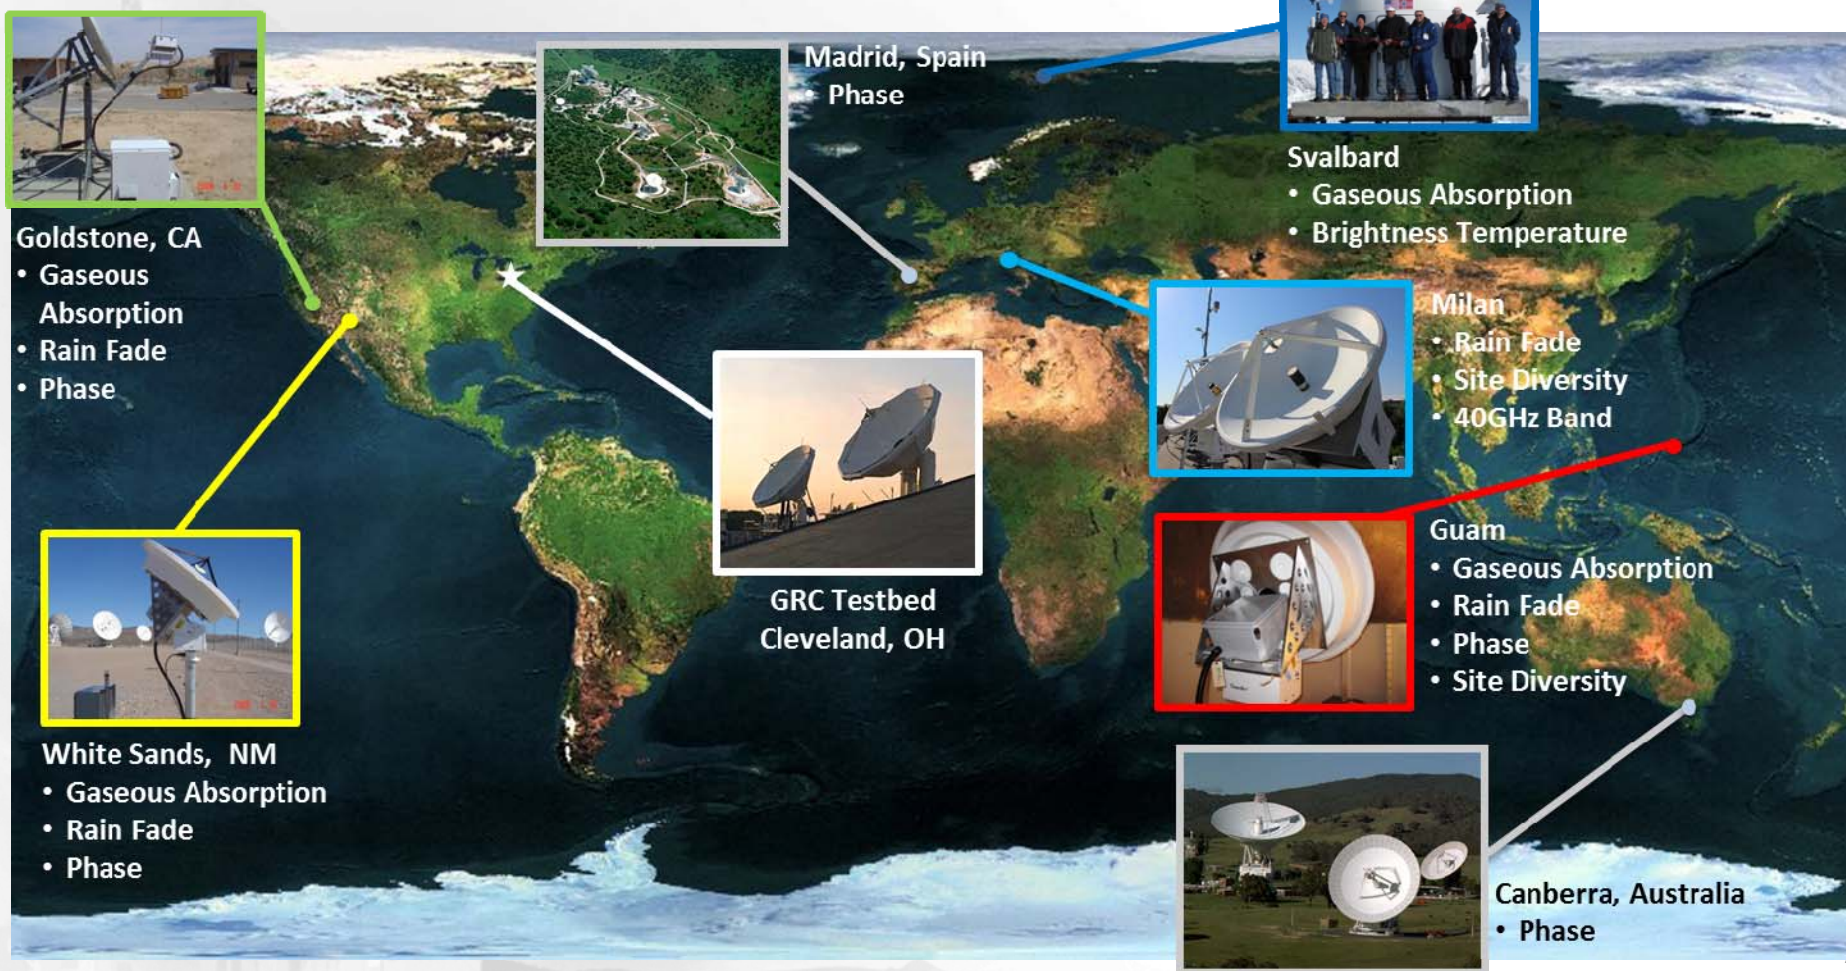 Goldstone, CA
• Gaseous
Absorption
• Rain Fade
• Phase
White Sands, NM
• Gaseous Absorption
• Rain Fade
• Phase
Madrid, Spain
• Phase
GRC Testbed
Cleveland, OH
Svalbard
• Gaseous Absorption
• Brightness Temperature
Milan
• Rain Fade
• Site Diversity
• 40GHz Band
Guam
• Gaseous Absorption
• Rain Fade
• Phase
• Site Diversity
Canberra, Australia
• Phase